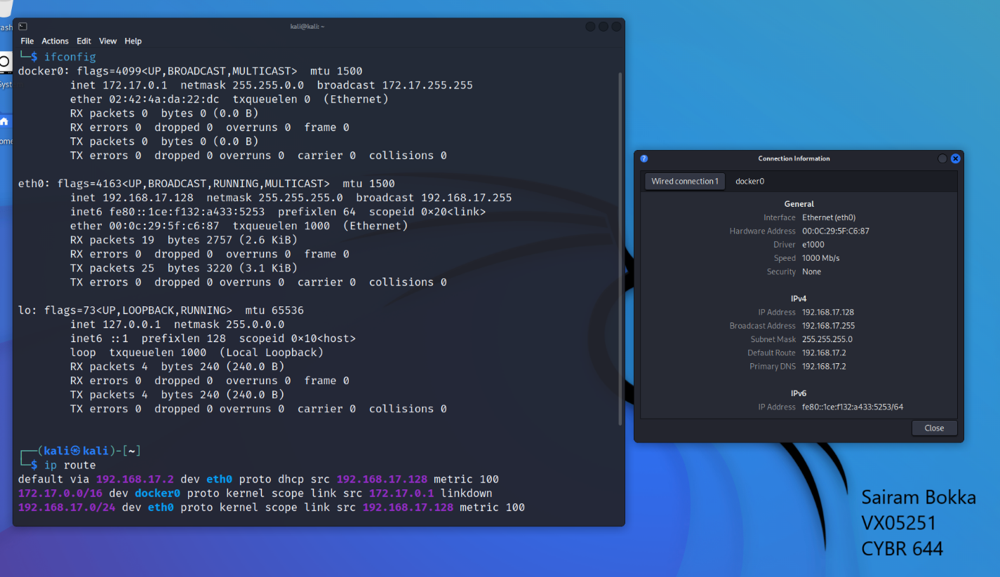 ash
Syst
ome
kali@kali: ~
File Actions Edit View Help
└─$ ifconfig
docker0: flags=4099<UP,BROADCAST,MULTICAST>  mtu 1500
        inet 172.17.0.1  netmask 255.255.0.0  broadcast 172.17.255.255
        ether 02:42:4a:da:22:dc  txqueuelen 0  (Ethernet)
        RX packets 0  bytes 0 (0.0 B)
        RX errors 0  dropped 0  overruns 0  frame 0
        TX packets 0  bytes 0 (0.0 B)
        TX errors 0  dropped 0 overruns 0  carrier 0  collisions 0
eth0: flags=4163<UP,BROADCAST,RUNNING,MULTICAST>  mtu 1500
        inet 192.168.17.128  netmask 255.255.255.0  broadcast 192.168.17.255
        inet6 fe80::1ce:f132:a433:5253  prefixlen 64  scopeid 0×20<link>
        ether 00:0c:29:5f:c6:87  txqueuelen 1000  (Ethernet)
        RX packets 19  bytes 2757 (2.6 KiB)
        RX errors 0  dropped 0  overruns 0  frame 0
        TX packets 25  bytes 3220 (3.1 KiB)
        TX errors 0  dropped 0 overruns 0  carrier 0  collisions 0
lo: flags=73<UP,LOOPBACK,RUNNING>  mtu 65536
        inet 127.0.0.1  netmask 255.0.0.0
        inet6 ::1  prefixlen 128  scopeid 0×10<host>
        loop  txqueuelen 1000  (Local Loopback)
        RX packets 4  bytes 240 (240.0 B)
        RX errors 0  dropped 0  overruns 0  frame 0
        TX packets 4  bytes 240 (240.0 B)
        TX errors 0  dropped 0 overruns 0  carrier 0  collisions 0
┌──(kali㉿kali)-[~]
└─$ ip route
default via 192.168.17.2 dev eth0 proto dhcp src 192.168.17.128 metric 100
172.17.0.0/16 dev docker0 proto kernel scope link src 172.17.0.1 linkdown
192.168.17.0/24 dev eth0 proto kernel scope link src 192.168.17.128 metric 100
Connection Information
Wired connection 1 docker0
General
Interface Ethernet (eth0)
Hardware Address 00:0C:29:5F:C6:87
Driver e1000
Speed 1000 Mb/s
Security None
IPv4
IP Address 192.168.17.128
Broadcast Address 192.168.17.255
Subnet Mask 255.255.255.0
Default Route 192.168.17.2
Primary DNS 192.168.17.2
IPv6
IP Address fe80::1ce:f132:a433:5253/64
Close
Sairam Bokka
VX05251
CYBR 644